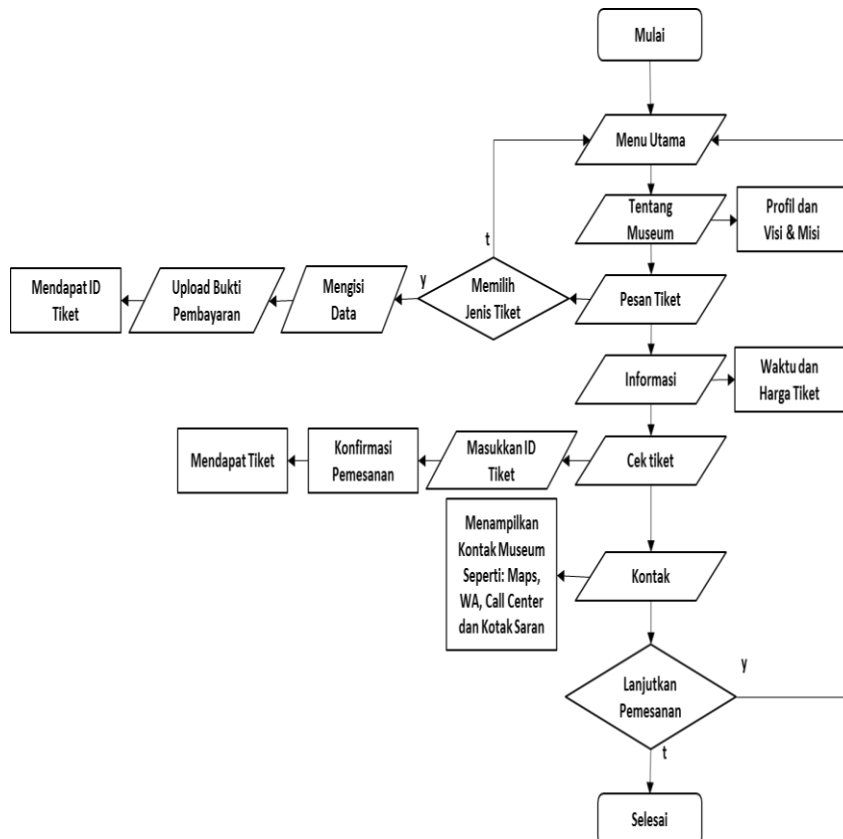 Mulai
Menu Utama
Tentang
Museum
Profil dan
Visi & Misi
t
y
Mendapat ID
Tiket
Upload Bukti
Pembayaran
Mengisi
Data
Memilih
Jenis Tiket
Pesan Tiket
Informasi
Waktu dan
Harga Tiket
Mendapat Tiket
Konfirmasi
Pemesanan
Masukkan ID
Tiket
Cek tiket
Menampilkan
Kontak Museum
Seperti: Maps,
WA, Call Center
dan Kotak Saran
Kontak
y
Lanjutkan
Pemesanan
t
Selesai